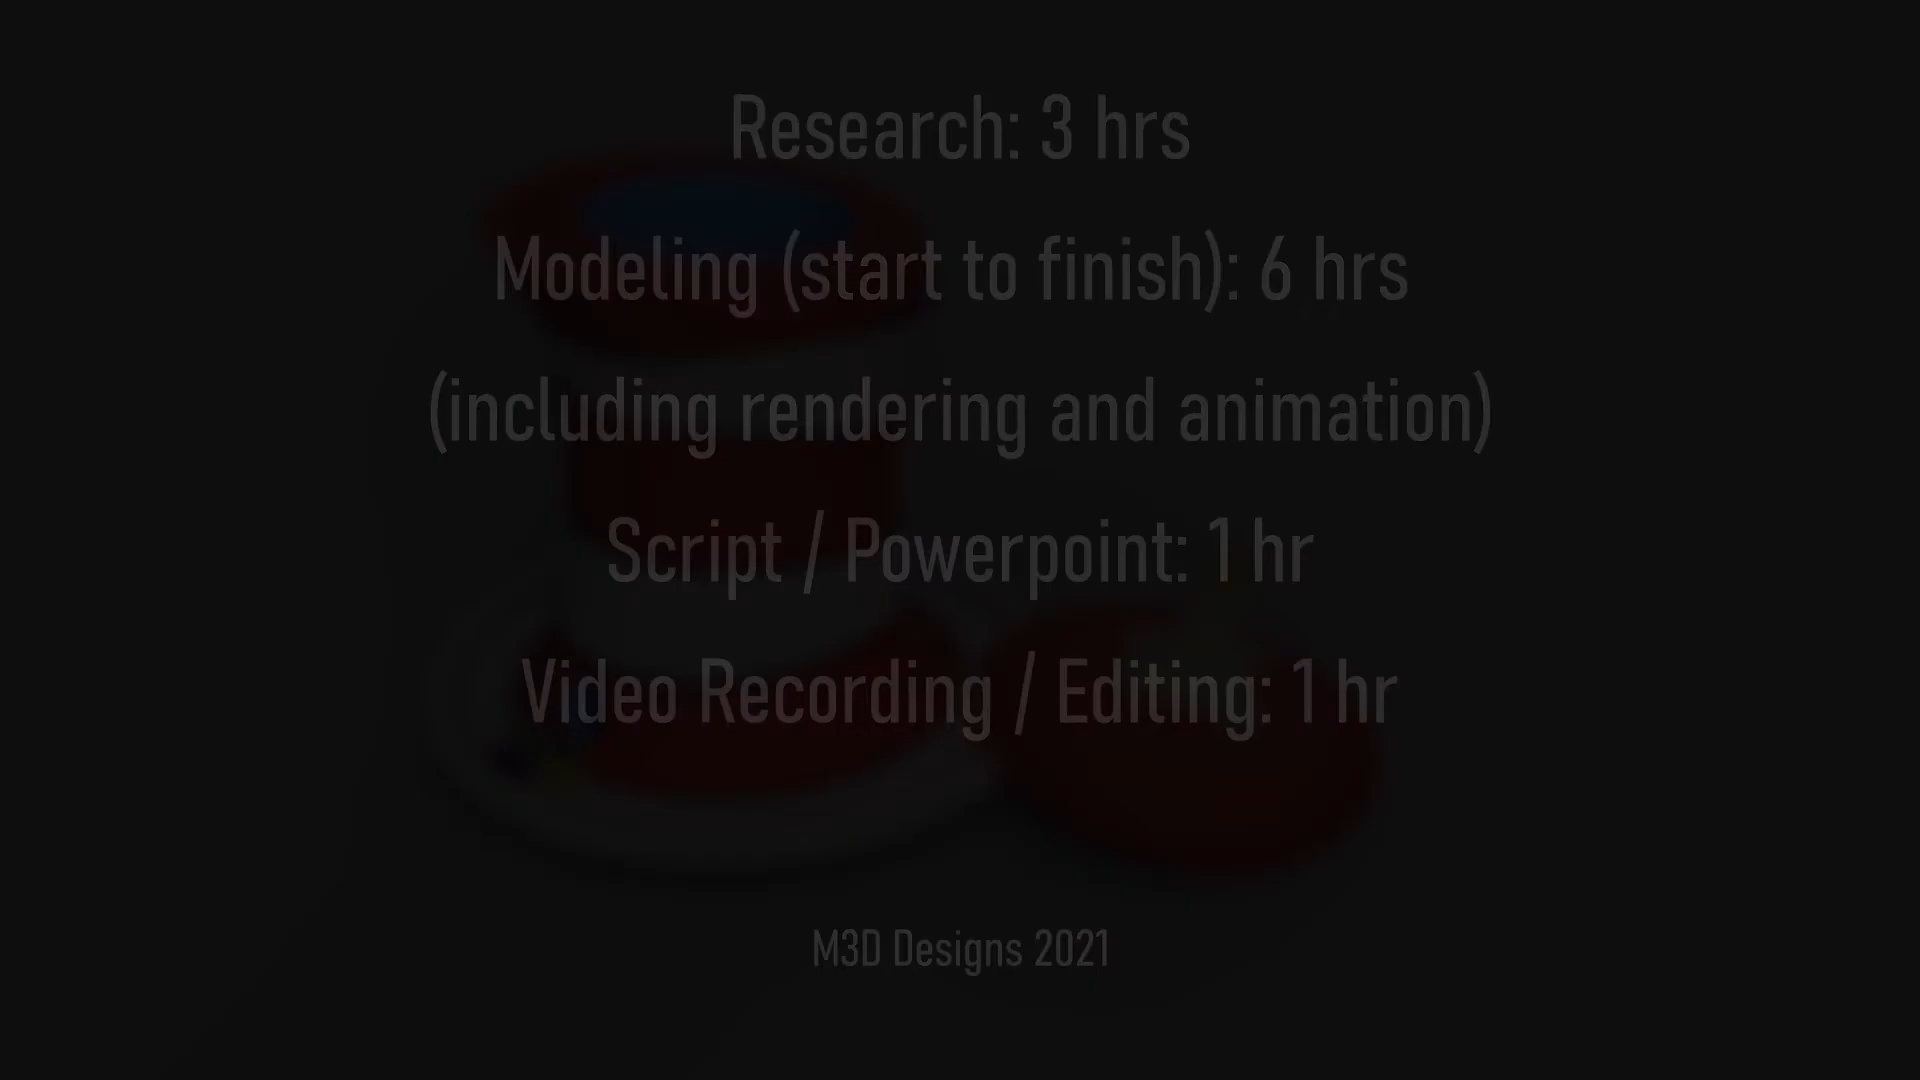 Research: 3 hrs
Modeling (start to finish): 6 hrs
(including rendering and animation)
Script / Powerpoint: 1 hr
Video Recording / Editing: 1 hr
M3D Designs 2021